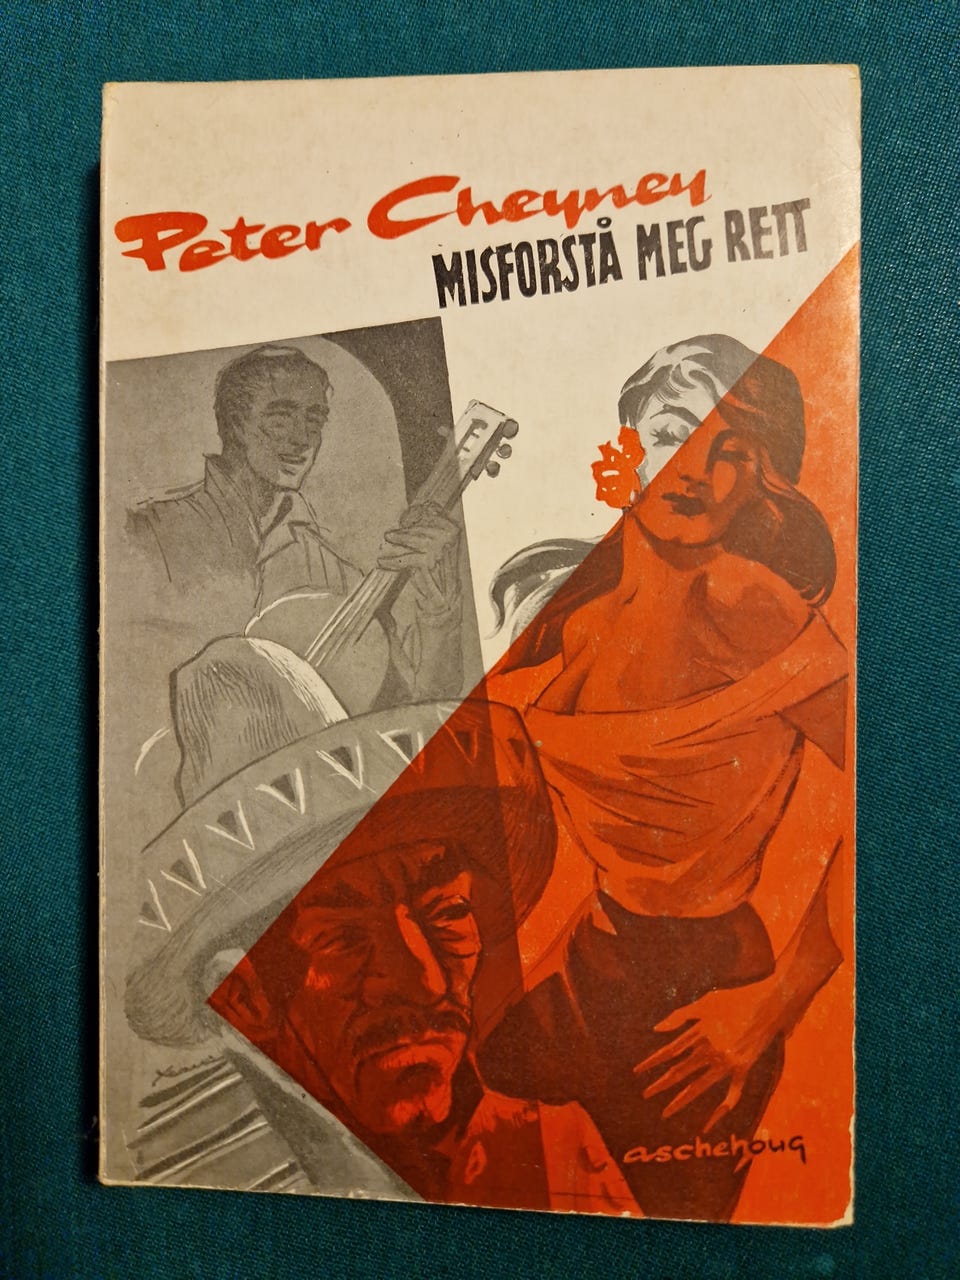 Peter Cheyney
MISFORSTÅ MEG RETT
aschehoug